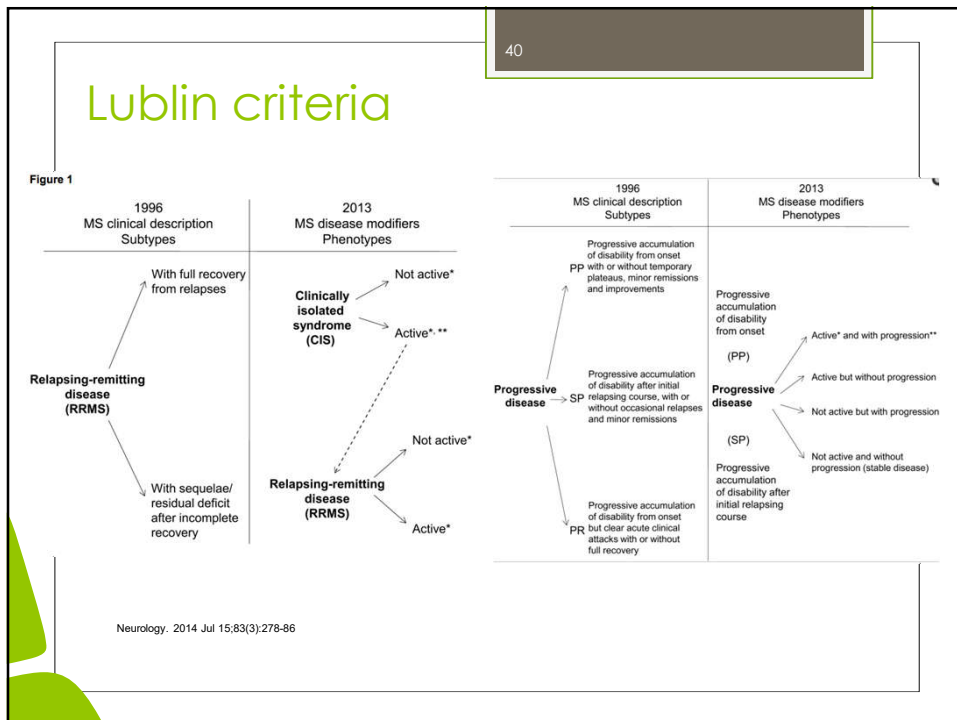 40
Lublin criteria
Figure 1
1996
MS clinical description
Subtypes
2013
MS disease modifiers
Phenotypes
With full recovery
from relapses
Relapsing-remitting
disease
(RRMS)
With sequelae/
residual deficit
after incomplete
recovery
Clinically
isolated
syndrome
(CIS)
Not active*
Active*, **
Relapsing-remitting
disease
(RRMS)
Not active*
Active*
1996
MS clinical description
Subtypes
2013
MS disease modifiers
Phenotypes
Progressive
disease
PP
Progressive accumulation
of disability from onset
with or without temporary
plateaus, minor remissions
and improvements
SP
Progressive accumulation
of disability after initial
relapsing course, with or
without occasional relapses
and minor remissions
PR
Progressive accumulation
of disability from onset
but clear acute clinical
attacks with or without
full recovery
Progressive
accumulation
of disability
from onset
(PP)
Progressive
disease
(SP)
Progressive
accumulation
of disability after
initial relapsing
course
Active* and with progression**
Active but without progression
Not active but with progression
Not active and without
progression (stable disease)
Neurology. 2014 Jul 15;83(3):278-86